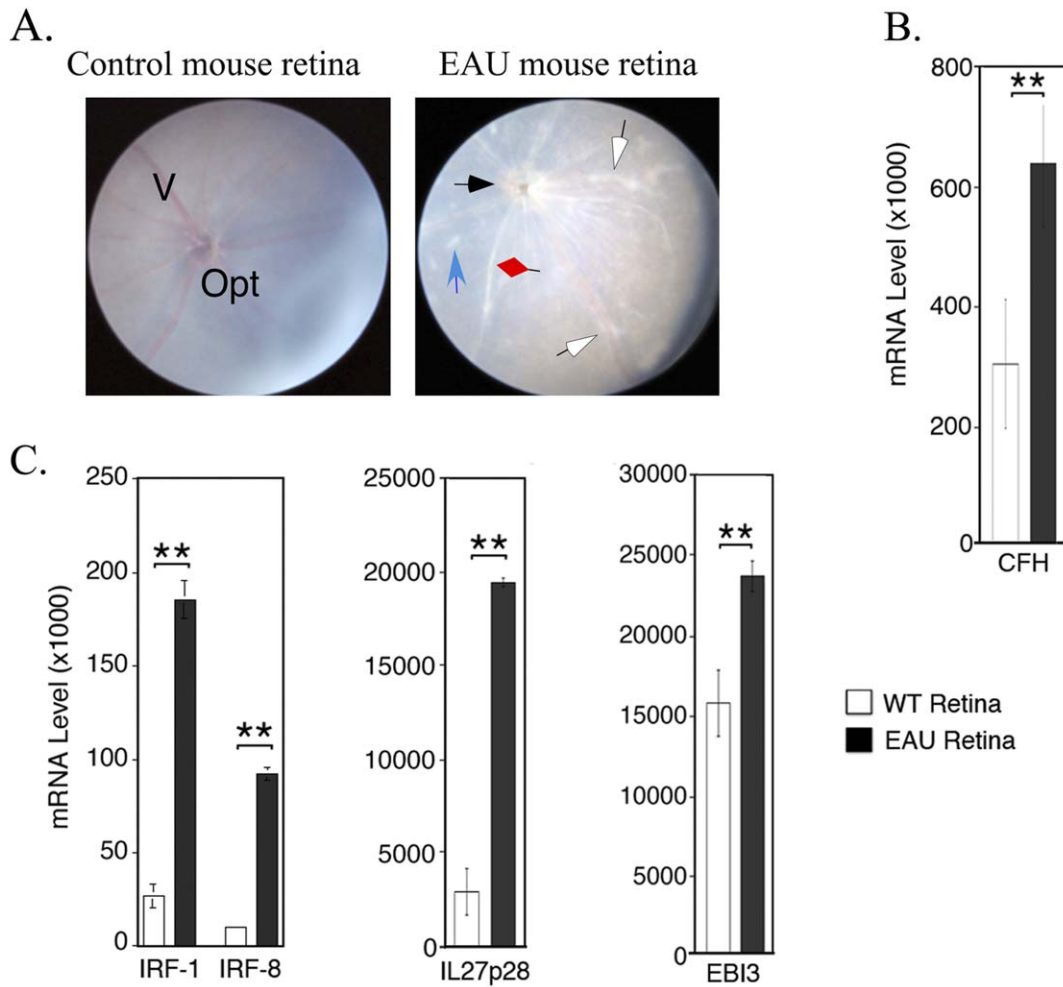 A.
Control mouse retina
EAU mouse retina
V
Opt
B.
800
600
400
200
0
mRNA Level (x1000)
**
CFH
C.
250
200
150
100
50
0
mRNA Level (x1000)
**
**
IRF-1
IRF-8
25000
20000
15000
10000
5000
0
**
IL27p28
30000
25000
20000
15000
10000
5000
0
**
EBI3
WT Retina
EAU Retina